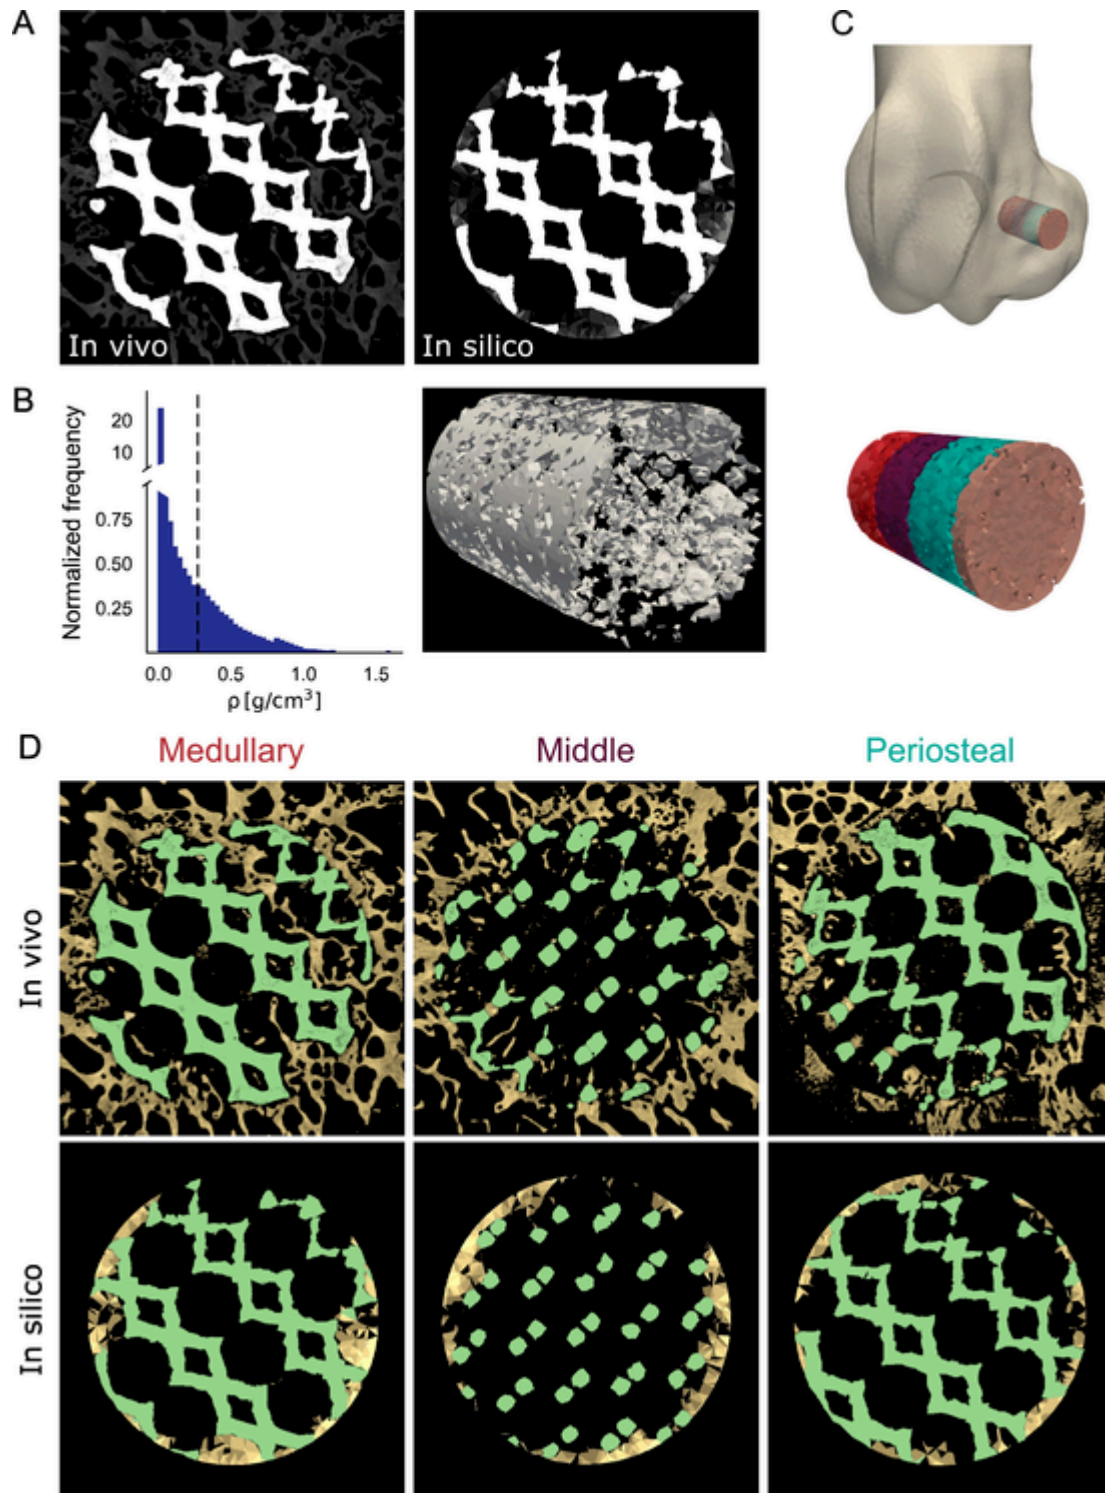 A
C
In vivo
In silico
B
Normalized frequency
20
10
0.75
0.50
0.25
0.0 0.5 1.0 1.5
ρ [g/cm³]
D
Medullary Middle Periosteal
In vivo
In silico